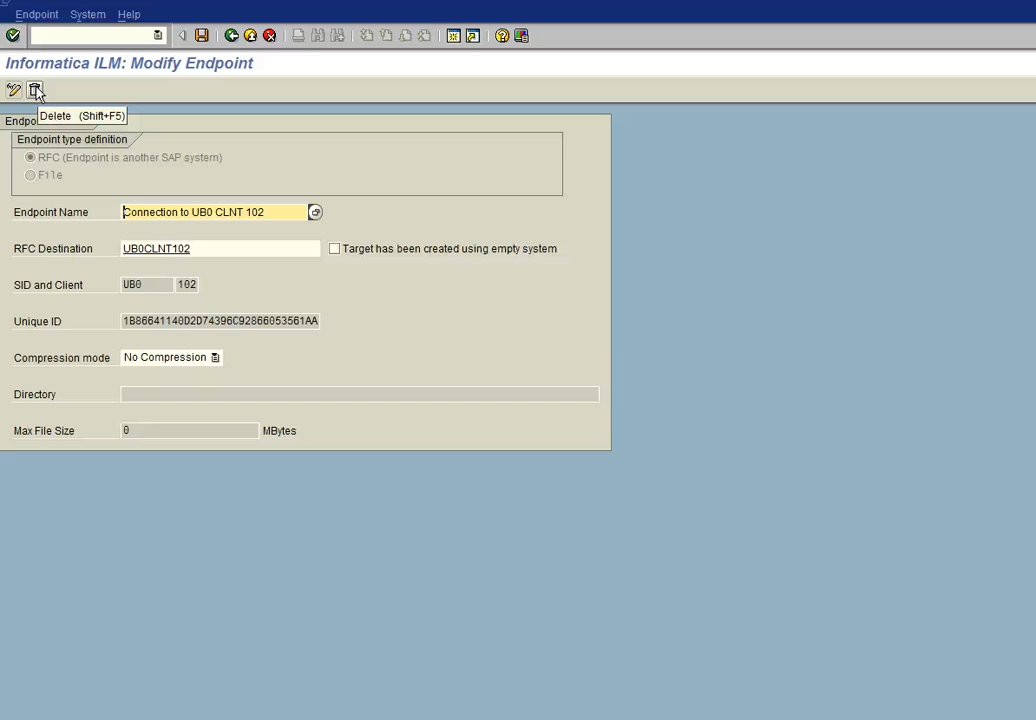 Endpoint System Help
Informatica ILM: Modify Endpoint
Delete (Shift+F5)
Endpo
Endpoint type definition
RFC (Endpoint is another SAP system)
File
Endpoint Name Connection to UB0 CLNT 102
RFC Destination UB0CLNT102 Target has been created using empty system
SID and Client UB0 102
Unique ID 1B86641140D2D74396C92866053561AA
Compression mode No Compression
Directory
Max File Size 0 MBytes